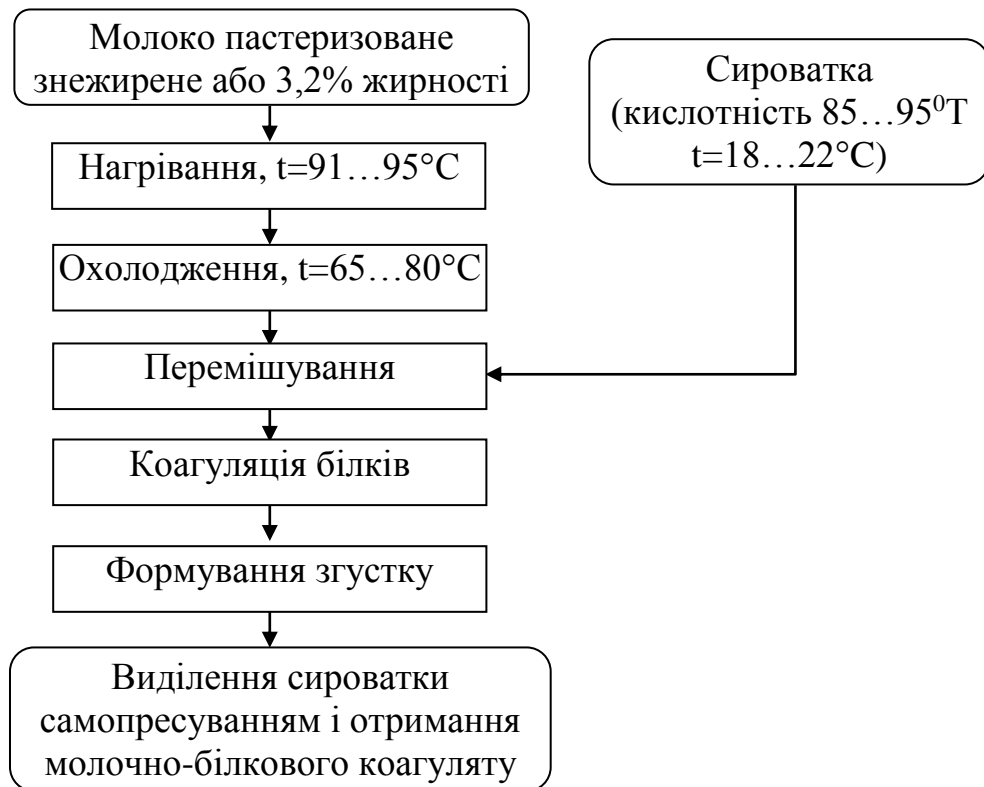 Молоко пастеризоване
знежирене або 3,2% жирності
Сироватка
(кислотність 85…95⁰Т
t=18…22°С)
Нагрівання, t=91…95°С
Охолодження, t=65…80°С
Перемішування
Коагуляція білків
Формування згустку
Виділення сироватки
самопресуванням і отримання
молочно-білкового коагуляту